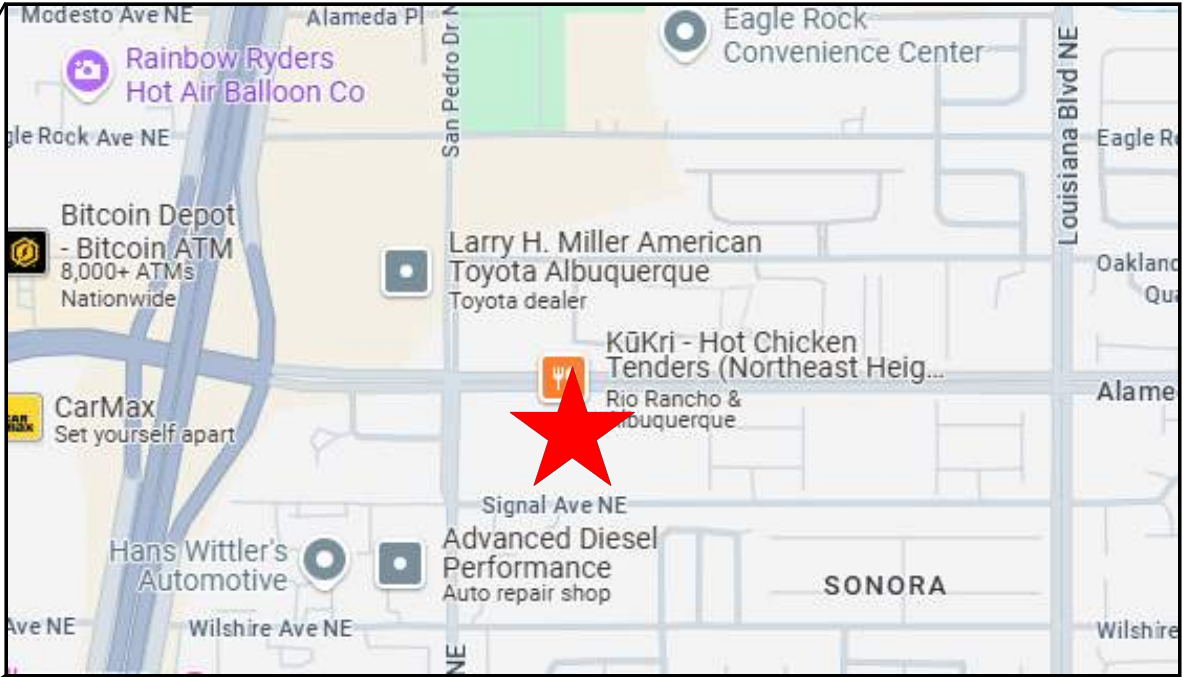 Modesto Ave NE
Alameda Pl
San Pedro Dr N
Eagle Rock
Convenience Center
Louisiana Blvd NE
Rainbow Ryders
Hot Air Balloon Co
gle Rock Ave NE
Eagle R
Bitcoin Depot
- Bitcoin ATM
8,000+ ATMs
Nationwide
Larry H. Miller American
Toyota Albuquerque
Toyota dealer
Oakland
Qu
KūKri - Hot Chicken
Tenders (Northeast Heig...
Rio Rancho &
lbuquerque
Alame
CarMax
Set yourself apart
CAR
MAX
Signal Ave NE
Hans Wittler's
Automotive
Advanced Diesel
Performance
Auto repair shop
SONORA
Ave NE
Wilshire Ave NE
NE
Wilshire